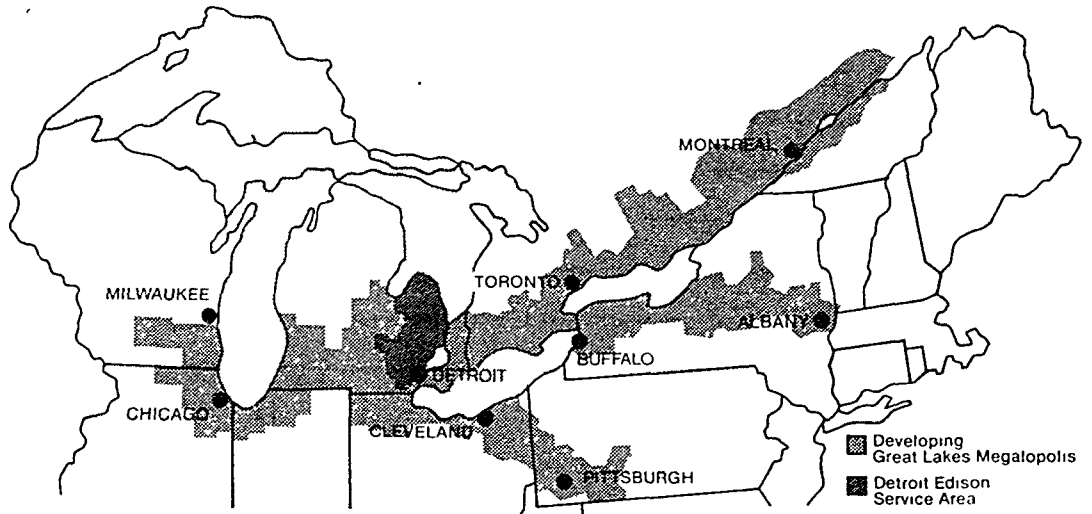 MONTREAL
TORONTO
MILWAUKEE
ALBANY
BUFFALO
DETROIT
CHICAGO
CLEVELAND
PITTSBURGH
Developing
Great Lakes Megalopolis
Detroit Edison
Service Area